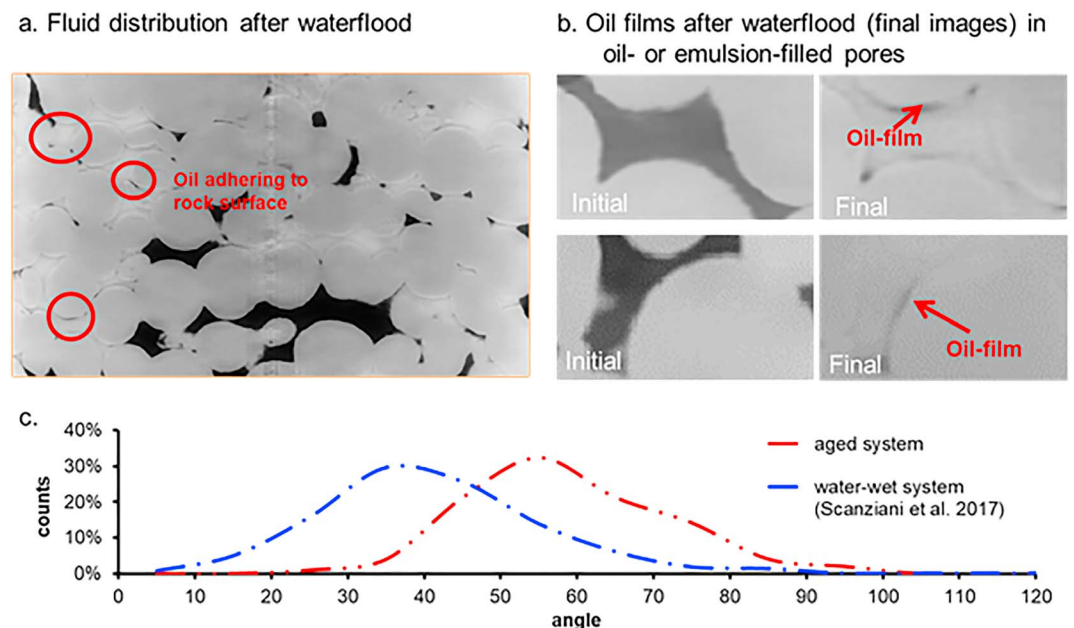 a. Fluid distribution after waterflood
Oil adhering to
rock surface
b. Oil films after waterflood (final images) in
oil- or emulsion-filled pores
Initial
Oil-film
Final
Initial
Oil-film
Final
c.
40%
30%
20%
10%
0%
counts
0 10 20 30 40 50 60 70 80 90 100 110 120
angle
aged system
water-wet system
(Scanziani et al. 2017)